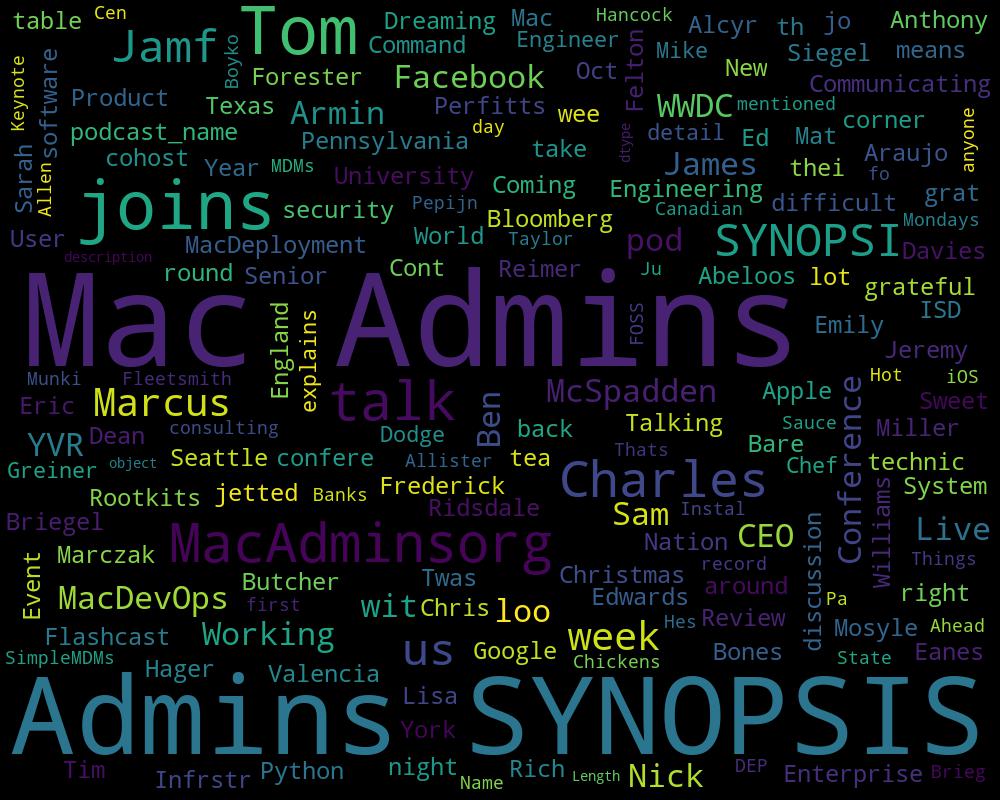 table
Cen
Jamf
Tom
Dreaming
Command
Mac
Engineer
Hancock
Alcyr
th
jo
Anthony
Mike
Siegel
means
Keynote
software
Boyko
Forester
Facebook
Oct
Felton
New
Communicating
Product
Texas
Armin
Perfitts
wee
WWDC
mentioned
podcast_name
Pennsylvania
day
take
dtype
detail
Ed
Mat
corner
anyone
Sarah
Allen
cohost
Year
MDMs
University
Coming
James
thei
Araujo
fo
Engineering
difficult
grat
joins
security
Pepijn
Bloomberg
Canadian
Mondays
User
MacDeployment
World
Taylor
pod
SYNOPSI
Davies
description
round
Senior
Cont
Reimer
Ju
Abeloos
lot
grateful
Mac Admins
England
explains
FOSS
Emily
ISD
Jeremy
Munki
Fleetsmith
Hot
iOS
Eric
Marcus
talk
Ben
McSpadden
Apple
Conference
Sweet
YVR
Dean
consulting
Dodge
back
Talking
Sauce
Miller
Thats
Bare
Greiner
object
Seattle
confere
Allister
tea
Chef
technic
Charles
Rootkits
jetted
Banks
Frederick
System
Briegel
Ridsdale
Sam
Instal
Williams
Live
MacAdminsorg
Nation
CEO
discussion
Marczak
Event
Things
Butcher
Twas
Christmas
record
around
right
MacDevOps
first
wit
Chris
loo
Edwards
Hes
Review
Pa
Flashcast
Working
us
Google
week
Bones
Mosyle
Ahead
SimpleMDMs
Hager
Valencia
Chickens
State
Eanes
Admins SYNOPSIS
Lisa
York
Tim
Infrstr
Python
night
Name
Rich
Length
Nick
DEP
Enterprise
Brieg